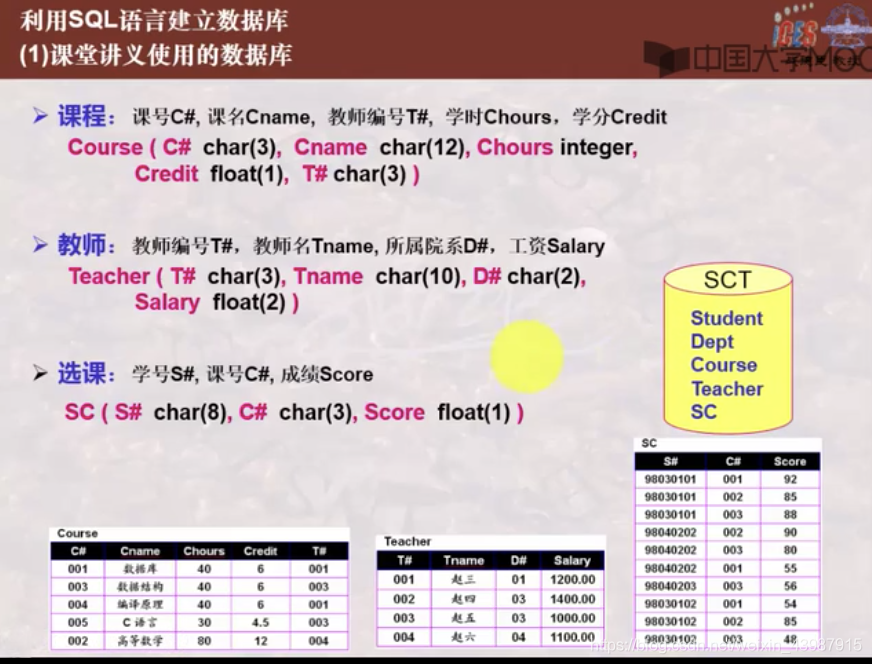 利用SQL语言建立数据库
(1)课堂讲义使用的数据库
中国大学MOOC
课程：课号C#, 课名Cname, 教师编号T#, 学时Chours，学分Credit
Course ( C# char(3), Cname char(12), Chours integer,
Credit float(1), T# char(3) )
教师：教师编号T#，教师名Tname, 所属院系D#，工资Salary
Teacher ( T# char(3), Tname char(10), D# char(2),
Salary float(2) )
选课：学号S#, 课号C#, 成绩Score
SC ( S# char(8), C# char(3), Score float(1) )
SCT
Student
Dept
Course
Teacher
SC
Course
C# Cname Chours Credit T#
001 数据库 40 6 001
003 数据结构 40 6 003
004 编译原理 40 6 001
005 C语言 30 4.5 003
002 高等数学 80 12 004
Teacher
T# Tname D# Salary
001 赵三 01 1200.00
002 赵四 03 1400.00
003 赵五 03 1000.00
004 赵六 04 1100.00
SC
S# C# Score
98030101 001 92
98030101 002 85
98030101 003 88
98040202 002 90
98040202 003 80
98040202 001 55
98040203 003 56
98030102 001 54
98030102 002 85
98030102 003 48